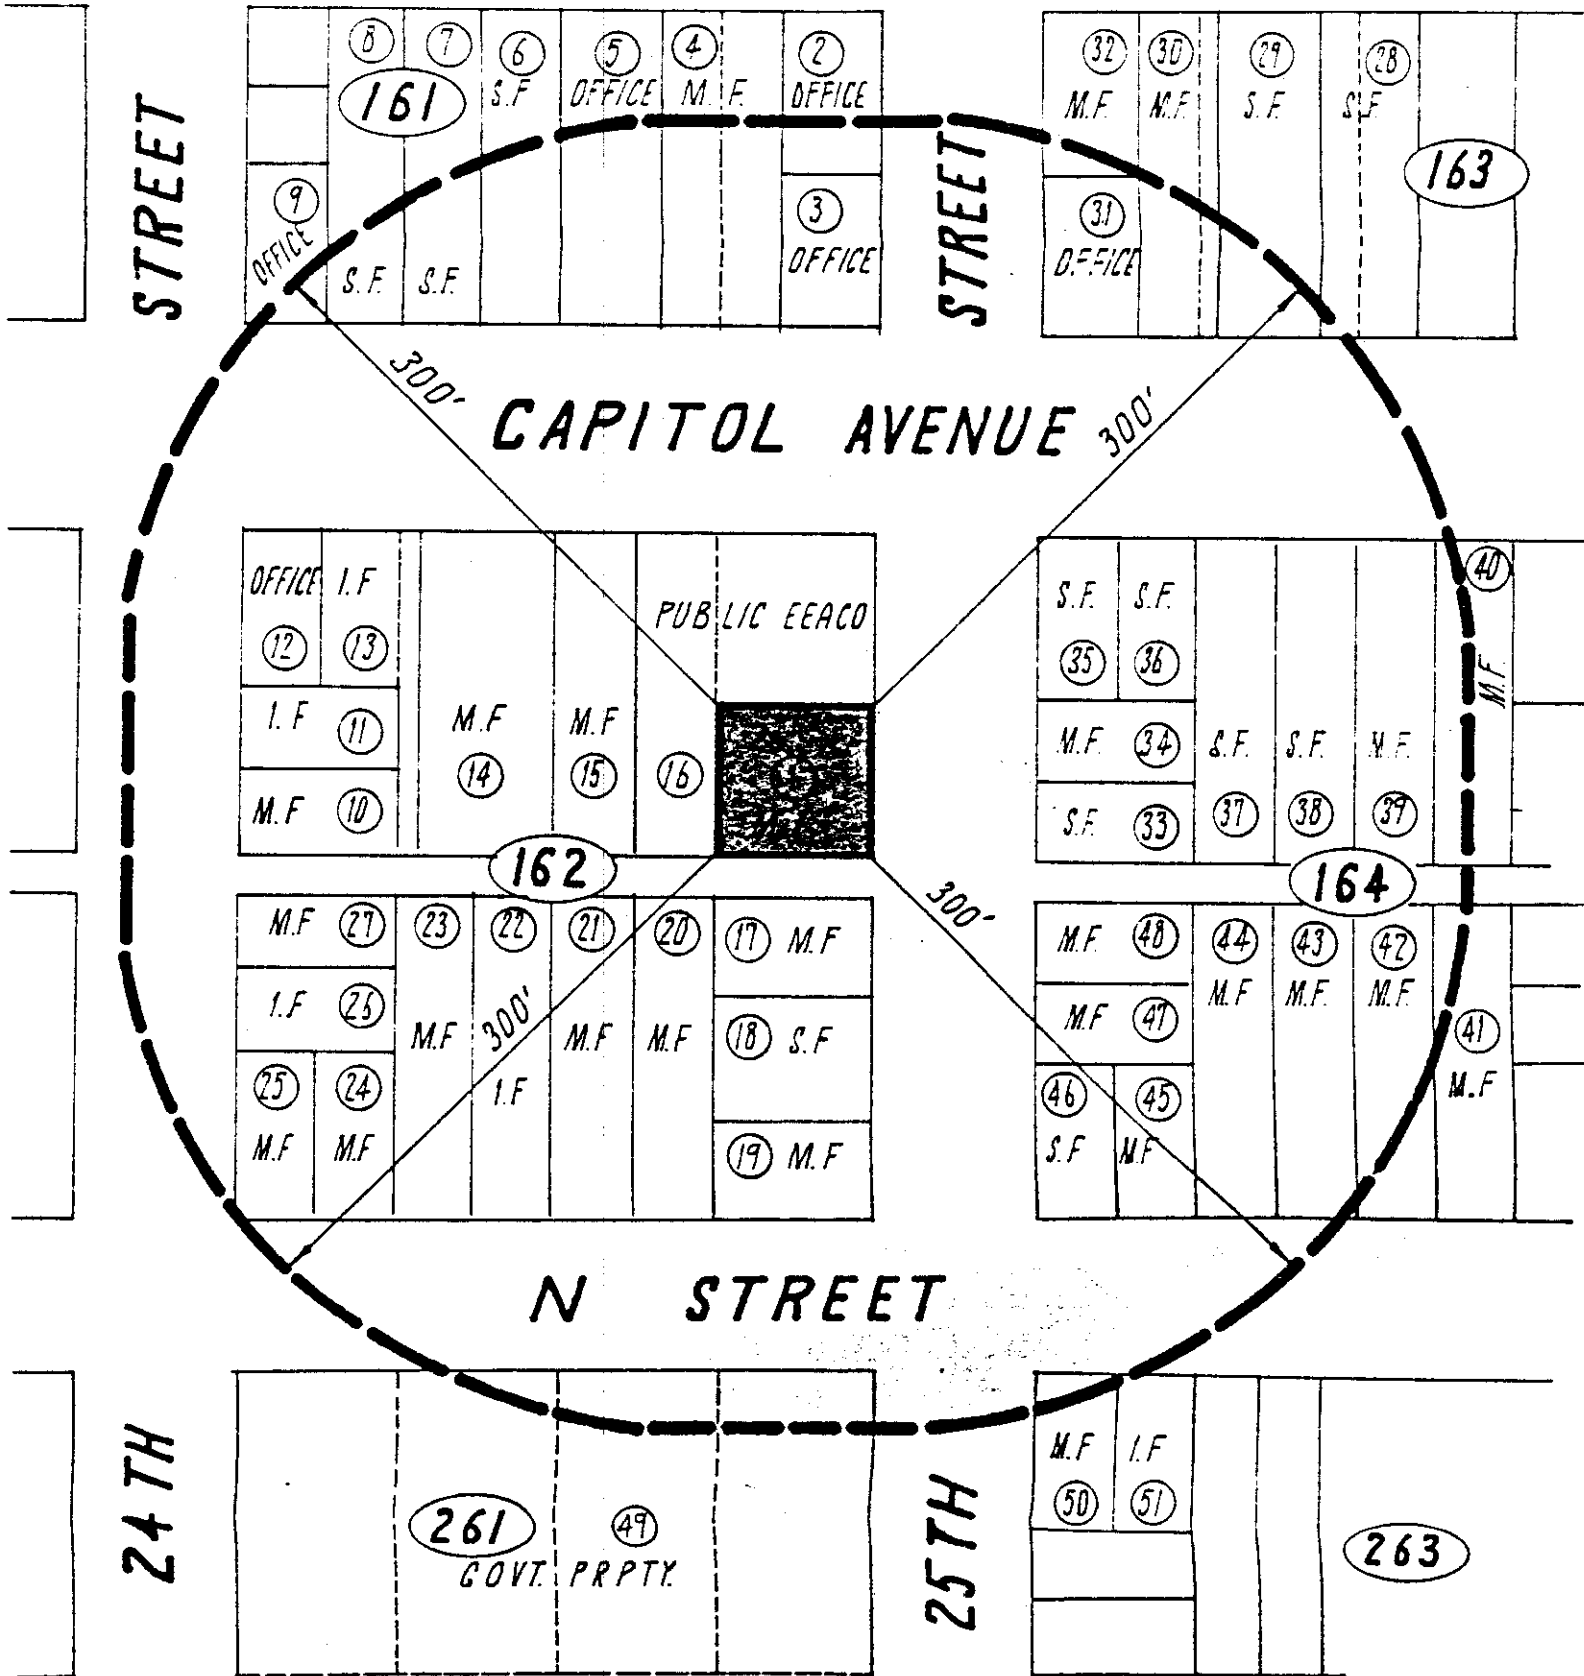 8 7 6 5 4 2
161 S.F OFFICE M.F. OFFICE
9 3
OFFICE S.F. S.F. OFFICE
STREET
STREET
32 30 29 28
M.F. M.F. S.F. S.F.
163
31
OFFICE
300'
300'
CAPITOL AVENUE
OFFICE 1.F
12 13
PUBLIC EEACO
1.F 11
M.F M.F
14 15 16
M.F 10
162
S.F. S.F.
35 36
40
M.F.
M.F. 34 S.F. S.F. M.F.
S.F. 33 37 38 39
164
M.F 27 23 22 21 20 17 M.F
1.F 26
M.F 300' M.F M.F 18 S.F
25 24 1.F
M.F M.F 19 M.F
300'
M.F. 48 44 43 42
M.F M.F. M.F.
M.F 47 41
M.F
46 45
S.F M.F
N STREET
24TH
261 49
GOVT. PRPTY.
25TH
M.F 1.F
50 51
263